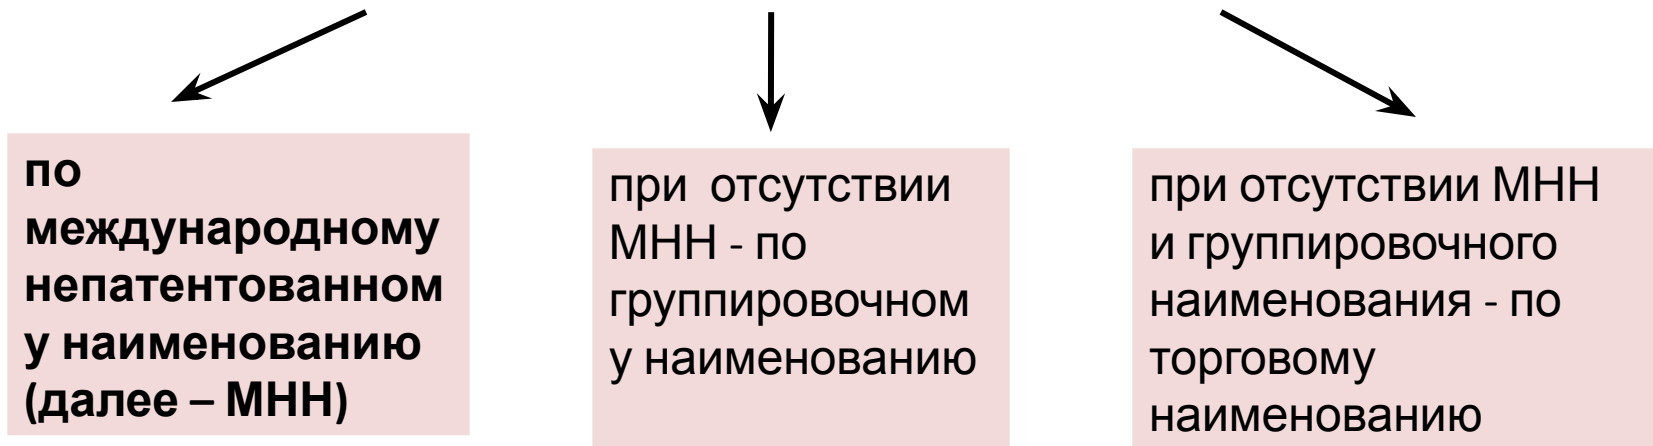 по
международному
непатентованном
у наименованию
(далее – МНН)
при отсутствии
МНН - по
группировочном
у наименованию
при отсутствии МНН
и группировочного
наименования - по
торговому
наименованию